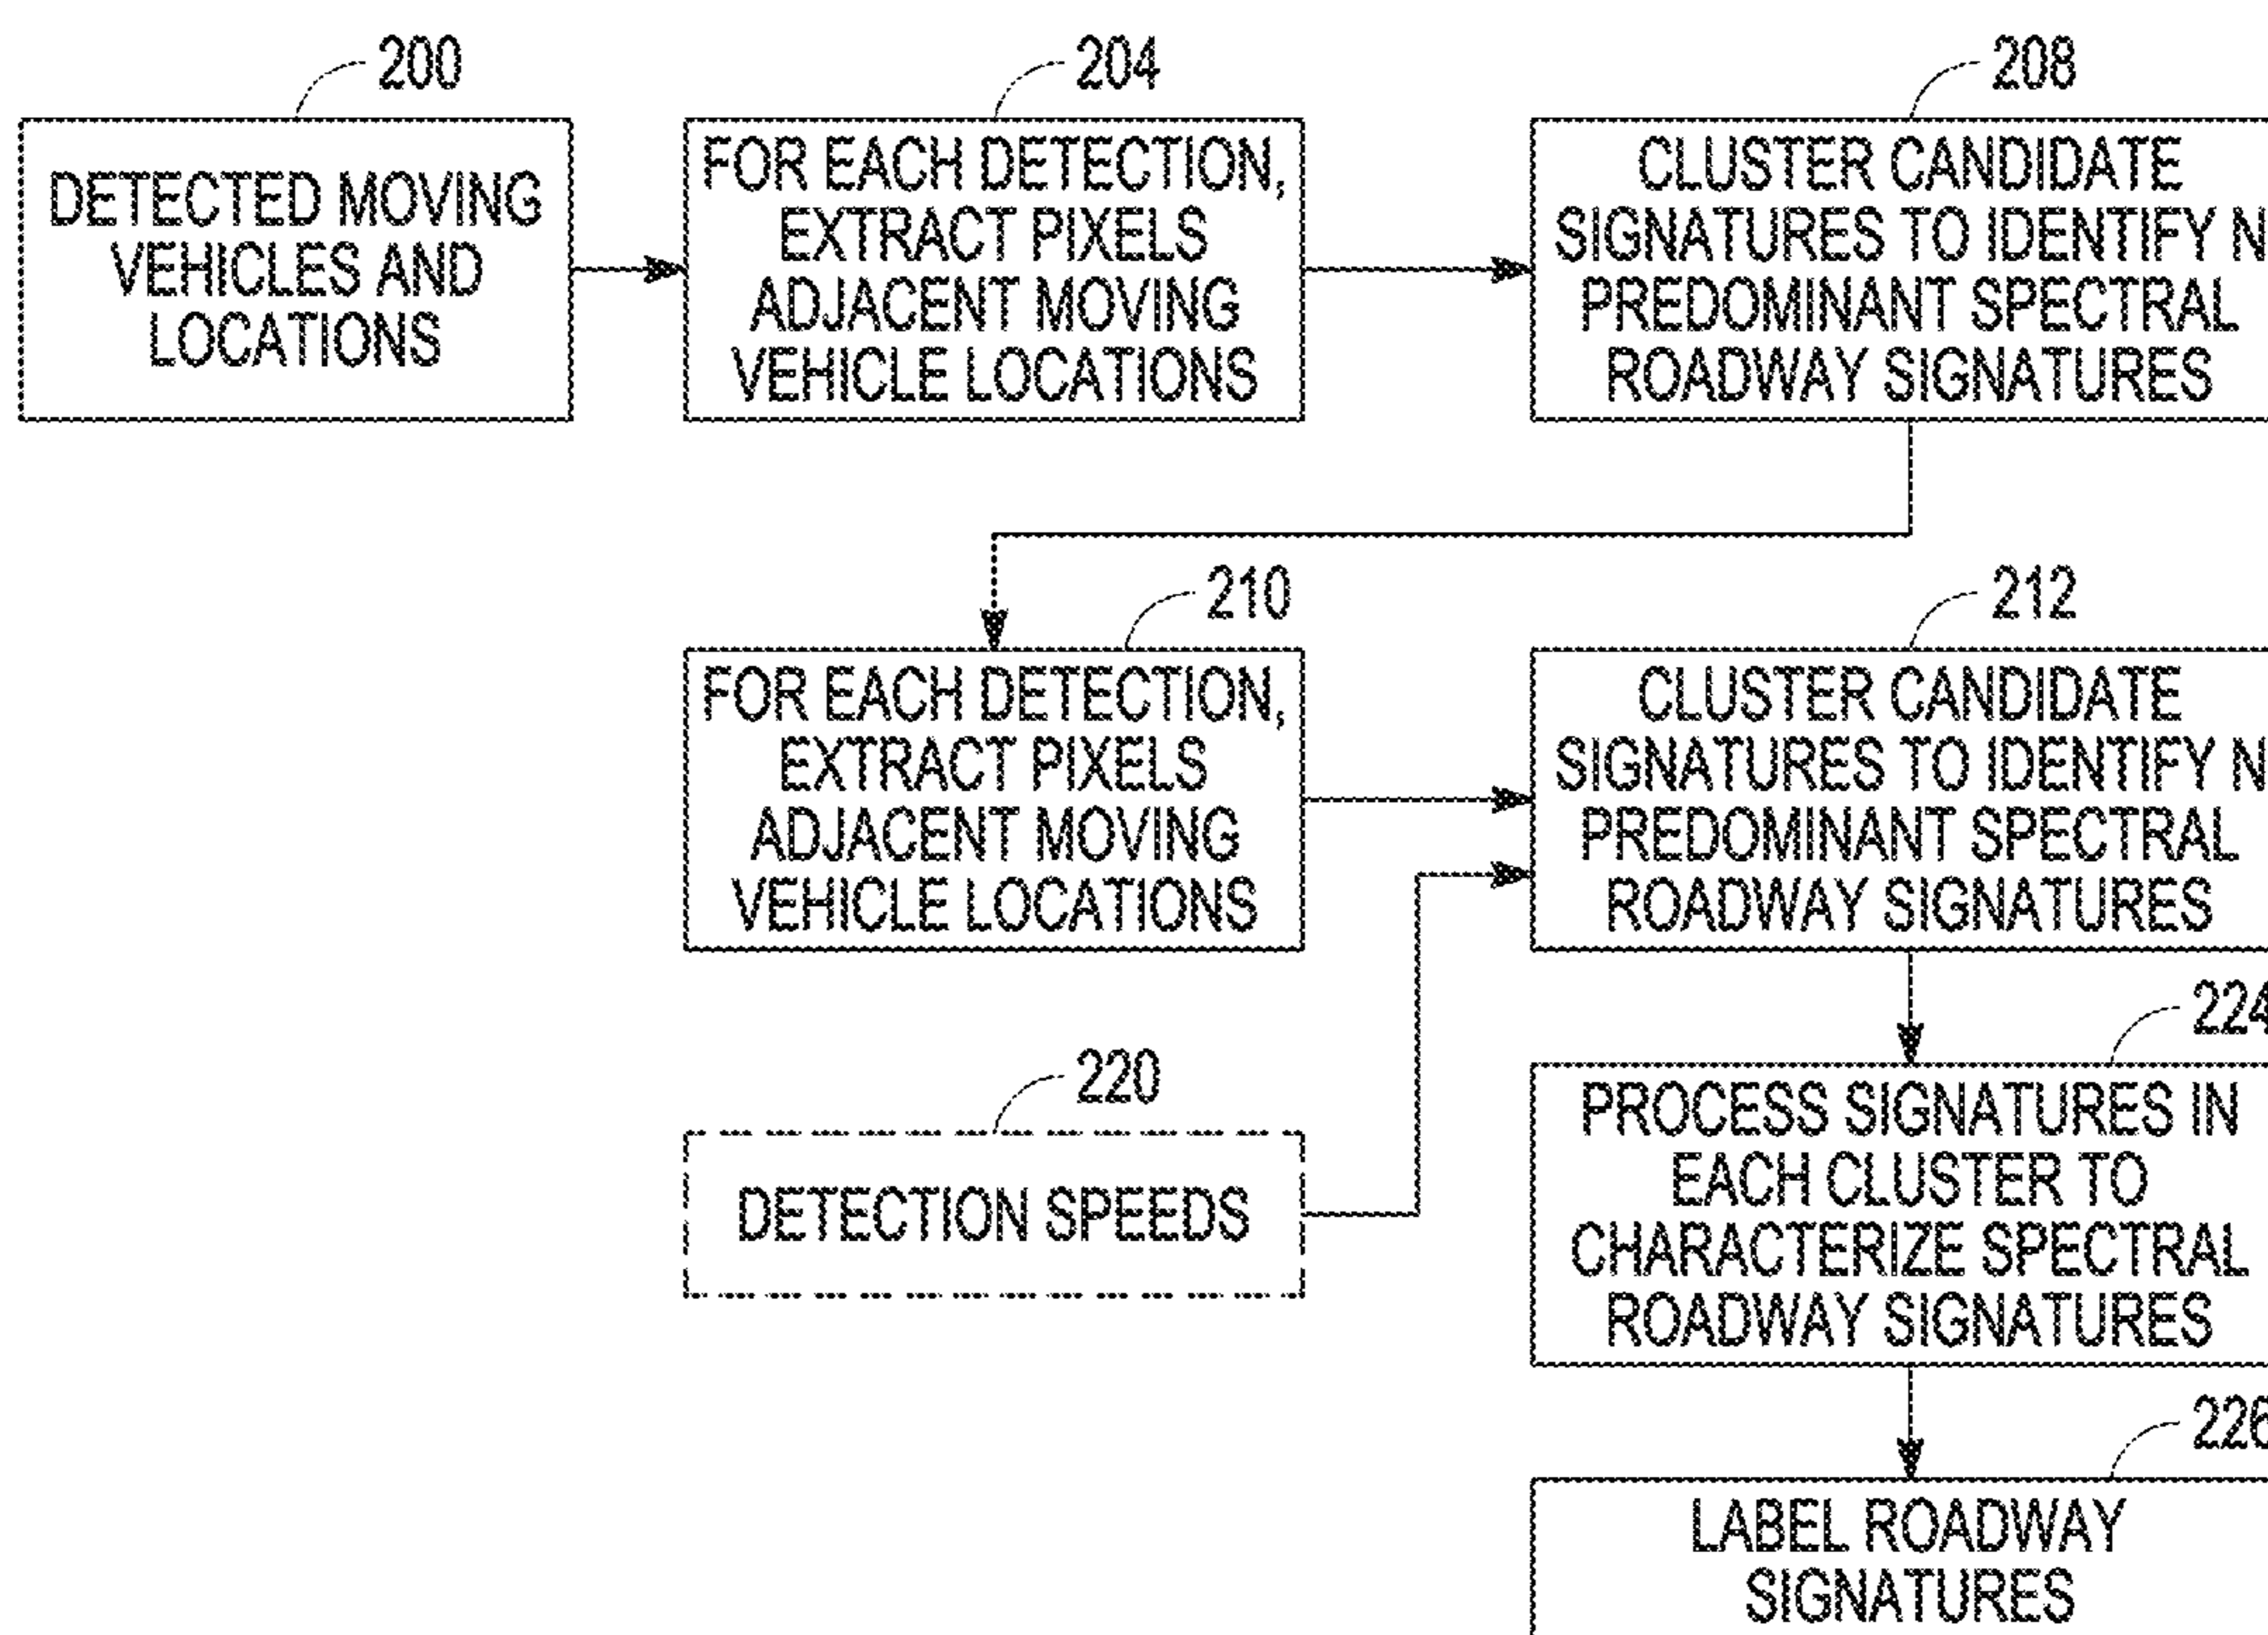 200
DETECTED MOVING
VEHICLES AND
LOCATIONS
204
FOR EACH DETECTION,
EXTRACT PIXELS
ADJACENT MOVING
VEHICLE LOCATIONS
208
CLUSTER CANDIDATE
SIGNATURES TO IDENTIFY N
PREDOMINANT SPECTRAL
ROADWAY SIGNATURES
210
FOR EACH DETECTION,
EXTRACT PIXELS
ADJACENT MOVING
VEHICLE LOCATIONS
212
CLUSTER CANDIDATE
SIGNATURES TO IDENTIFY N
PREDOMINANT SPECTRAL
ROADWAY SIGNATURES
220
DETECTION SPEEDS
224
PROCESS SIGNATURES IN
EACH CLUSTER TO
CHARACTERIZE SPECTRAL
ROADWAY SIGNATURES
226
LABEL ROADWAY
SIGNATURES